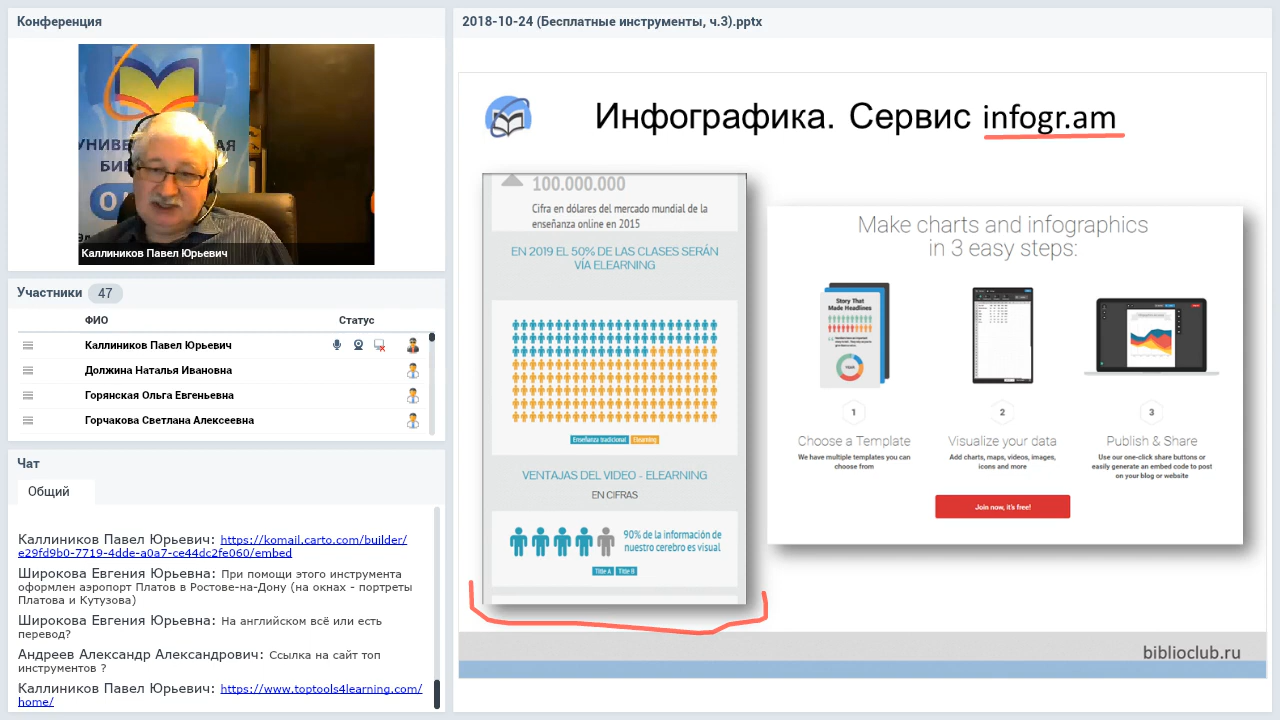 Конференция
УНИВЕ
КАЯ
БИБ
Каллиников Павел Юрьевич
Участники 47
ФИО Статус
Каллиников Павел Юрьевич
Должина Наталья Ивановна
Горянская Ольга Евгеньевна
Горчакова Светлана Алексеевна
Чат
Общий
Каллиников Павел Юрьевич: https://komail.carto.com/builder/
e29fd9b0-7719-4dde-a0a7-ce44dc2fe060/embed
Широкова Евгения Юрьевна: При помощи этого инструмента
оформлен аэропорт Платов в Ростове-на-Дону (на окнах - портреты
Платова и Кутузова)
Широкова Евгения Юрьевна: На английском всё или есть
перевод?
Андреев Александр Александрович: Ссылка на сайт топ
инструментов ?
Каллиников Павел Юрьевич: https://www.toptools4learning.com/
home/
2018-10-24 (Бесплатные инструменты, ч.3).pptx
Инфографика. Сервис infogr.am
100.000.000
Cifra en dólares del mercado mundial de la
enseñanza online en 2015
EN 2019 EL 50% DE LAS CLASES SERÁN
VÍA ELEARNING
Enseñanza tradicional Elearning
VENTAJAS DEL VIDEO - ELEARNING
EN CIFRAS
90% de la información de
nuestro cerebro es visual
Title A Title B
Make charts and infographics
in 3 easy steps:
Story That
Made Headlines
1 2 3
Choose a Template
We have multiple templates you can
choose from
Visualize your data
Add charts, maps, videos, images,
icons and more
Publish & Share
Use our one-click share buttons or
easily generate an embed code to post
on your blog or website
Join now, it's free!
biblioclub.ru